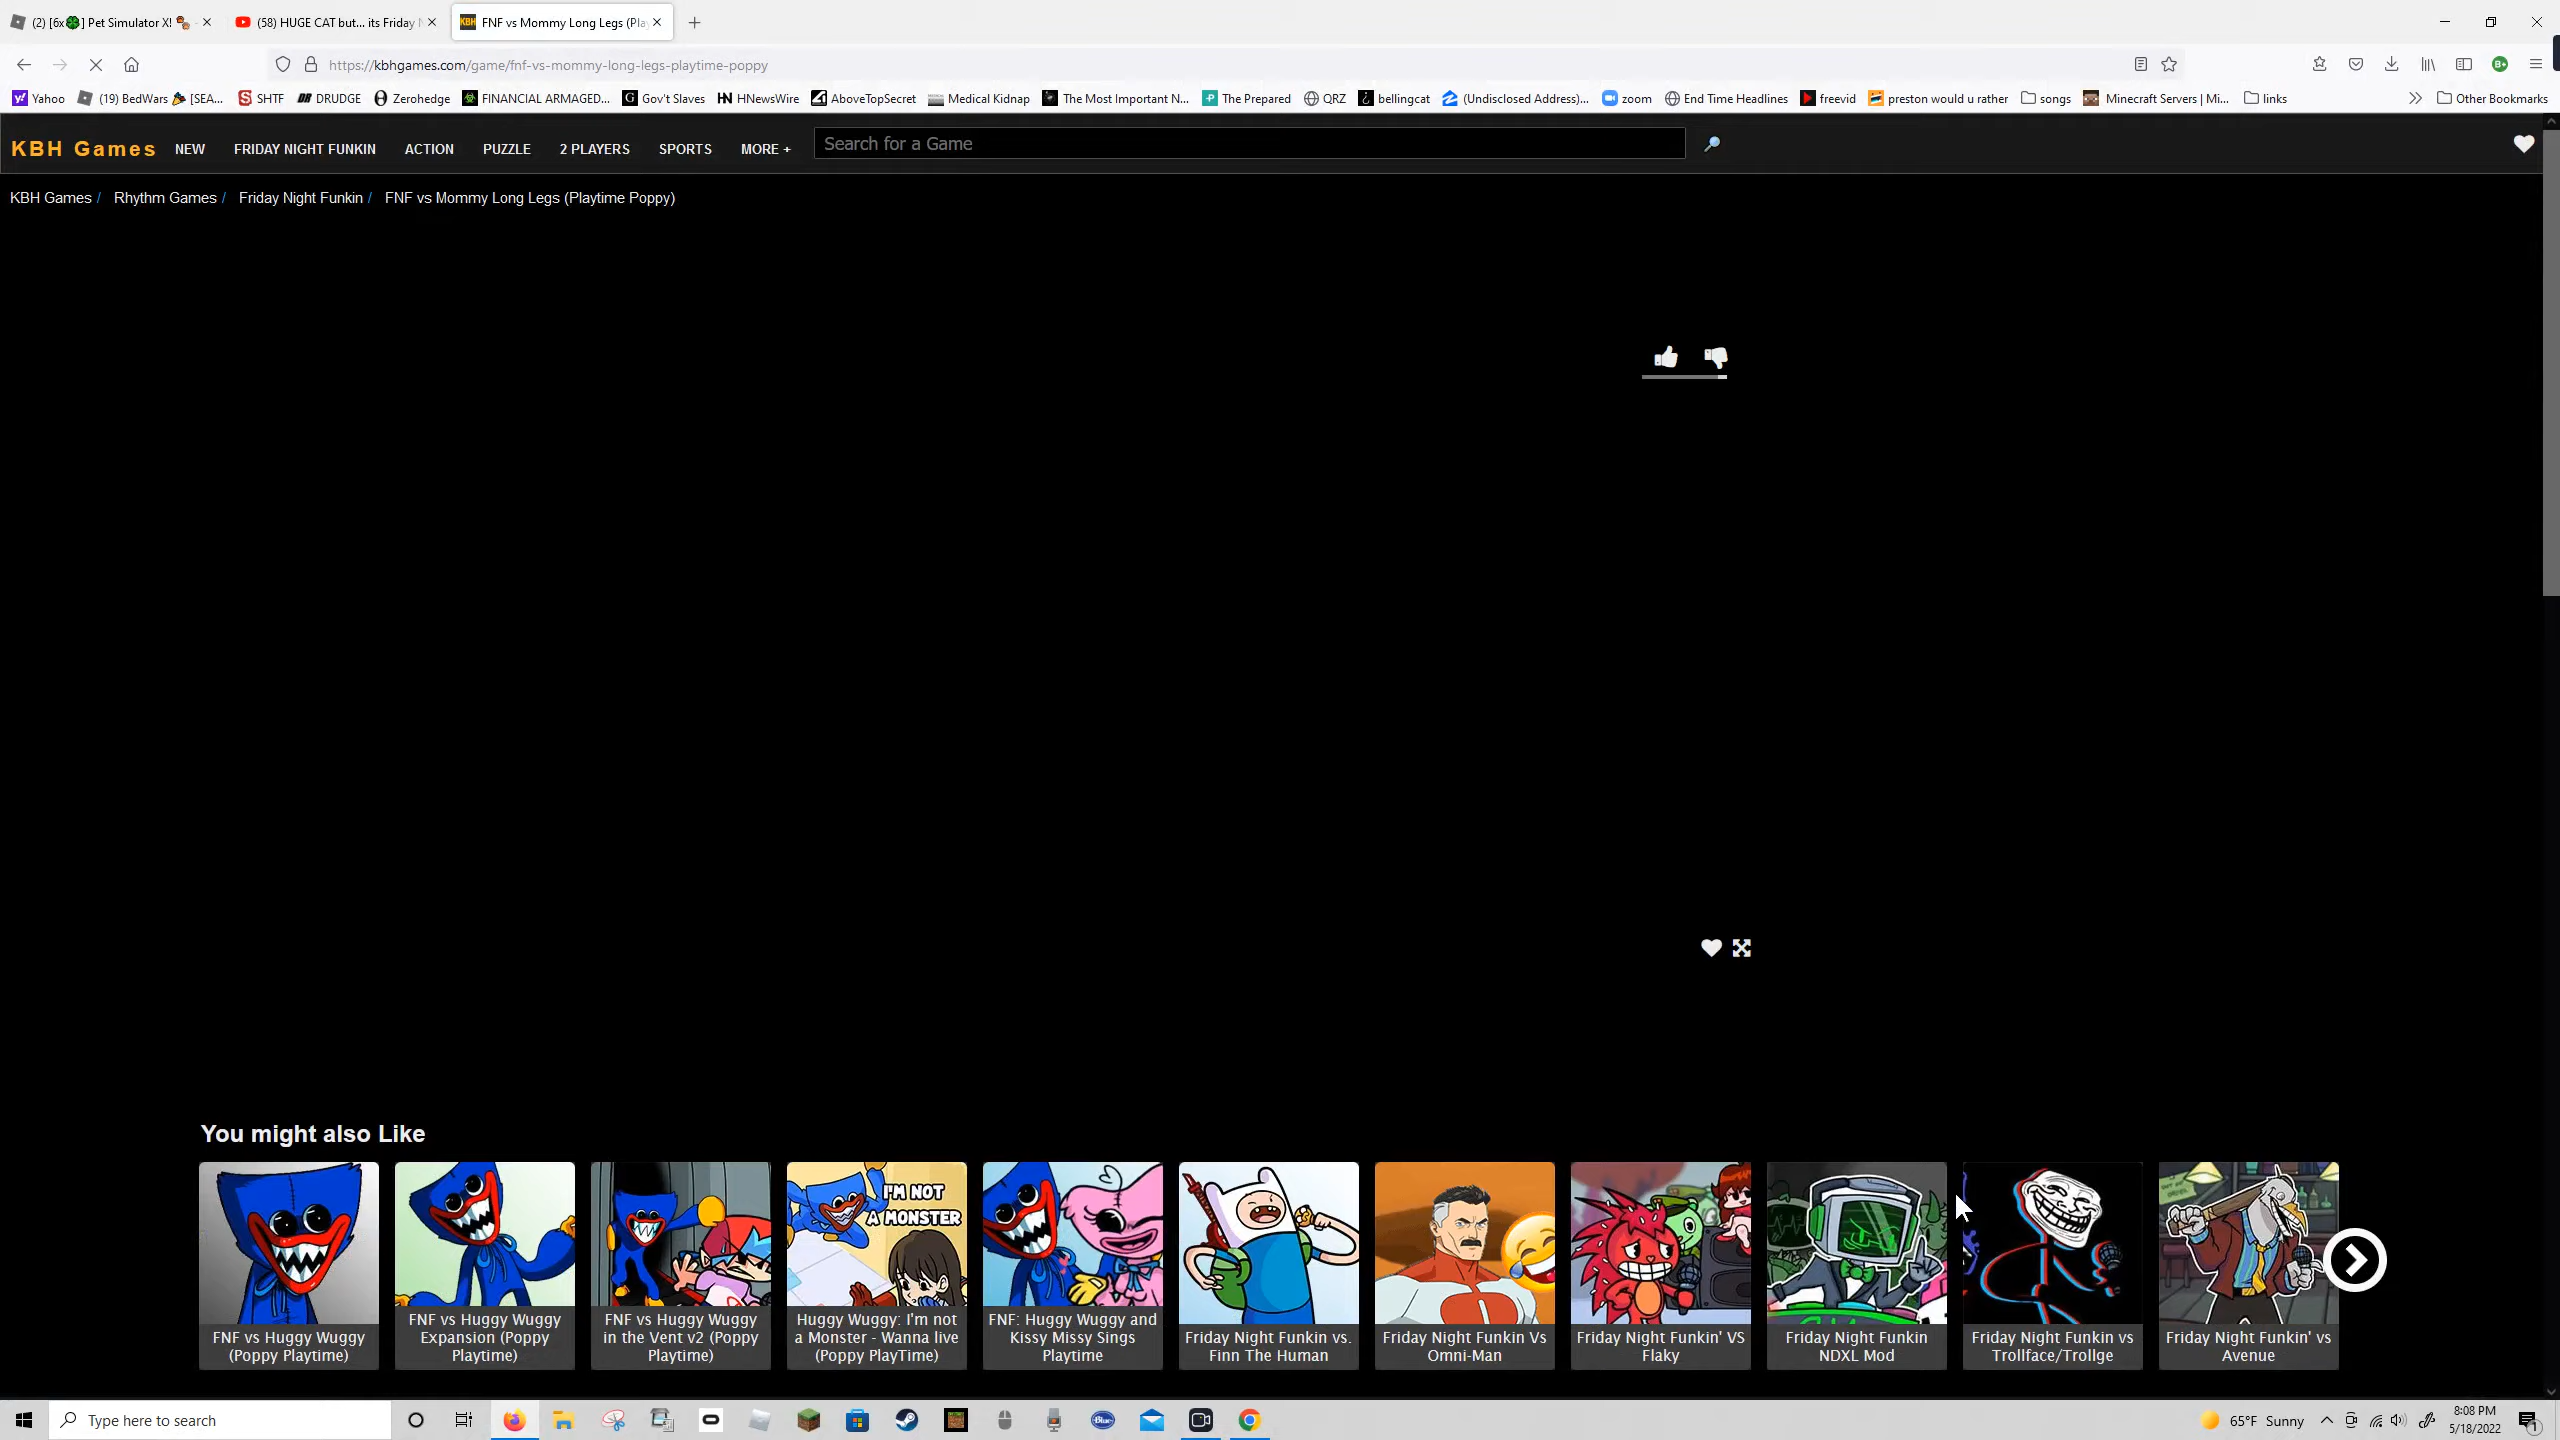 (2) [6x🍀] Pet Simulator X!
(58) HUGE CAT but... its Friday
FNF vs Mommy Long Legs (Pla
https://kbhgames.com/game/fnf-vs-mommy-long-legs-playtime-poppy
Yahoo (19) BedWars [SEA... SHTF DRUDGE Zerohedge FINANCIAL ARMAGED... Gov't Slaves HNewsWire AboveTopSecret Medical Kidnap The Most Important N... The Prepared QRZ bellingcat (Undisclosed Address)... zoom End Time Headlines freevid preston would u rather songs Minecraft Servers | Mi... links Other Bookmarks
KBH Games NEW FRIDAY NIGHT FUNKIN ACTION PUZZLE 2 PLAYERS SPORTS MORE + Search for a Game
KBH Games / Rhythm Games / Friday Night Funkin / FNF vs Mommy Long Legs (Playtime Poppy)
You might also Like
I'M NOT
A MONSTER
FNF vs Huggy Wuggy
(Poppy Playtime)
FNF vs Huggy Wuggy
Expansion (Poppy
Playtime)
FNF vs Huggy Wuggy
in the Vent v2 (Poppy
Playtime)
Huggy Wuggy: I'm not
a Monster - Wanna live
(Poppy PlayTime)
FNF: Huggy Wuggy and
Kissy Missy Sings
Playtime
Friday Night Funkin vs.
Finn The Human
Friday Night Funkin Vs
Omni-Man
Friday Night Funkin' VS
Flaky
Friday Night Funkin
NDXL Mod
Friday Night Funkin vs
Trollface/Trollge
Friday Night Funkin' vs
Avenue
Type here to search
65°F Sunny
8:08 PM
5/18/2022